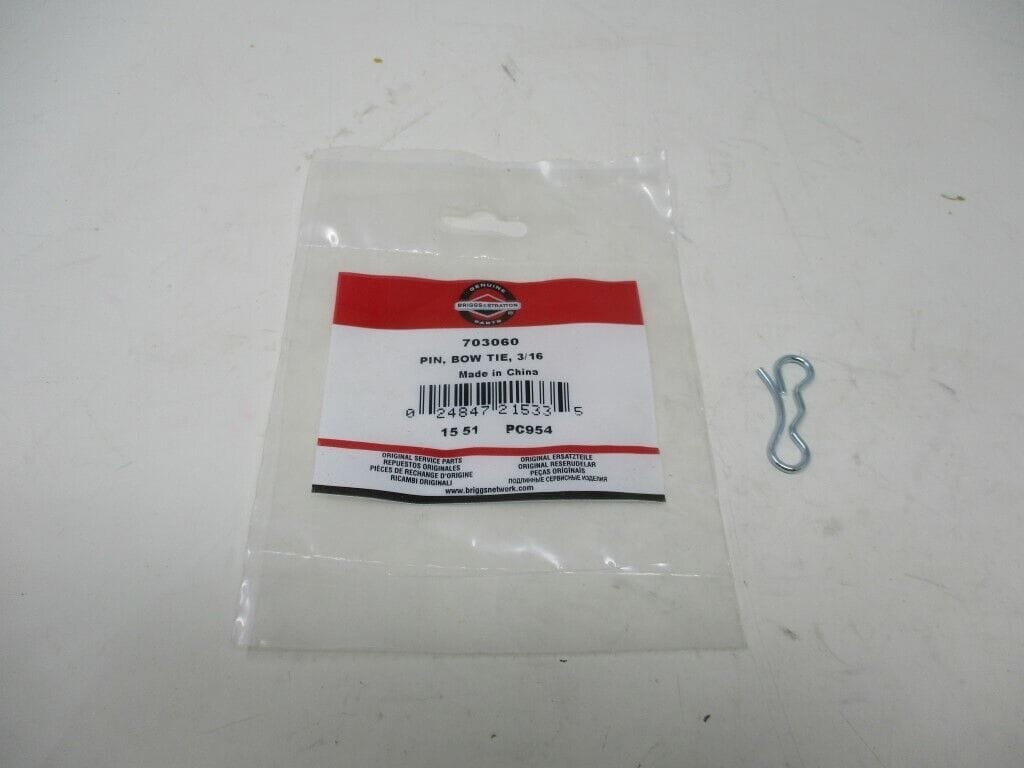 GENUINE
BRIGGS & STRATTON
PARTS ®
703060
PIN, BOW TIE, 3/16
Made in China
0 24847 21533 5
15 51 PC954
ORIGINAL SERVICE PARTS ORIGINAL ERSATZTEILE
REPUESTOS ORIGINALES ORIGINAL RESERUDELAR
PIÈCES DE RECHANGE D'ORIGINE PEÇAS ORIGINAIS
RICAMBI ORIGINALI ПОДЛИННЫЕ СЕРВИСНЫЕ ИЗДЕЛИЯ
www.briggsnetwork.com